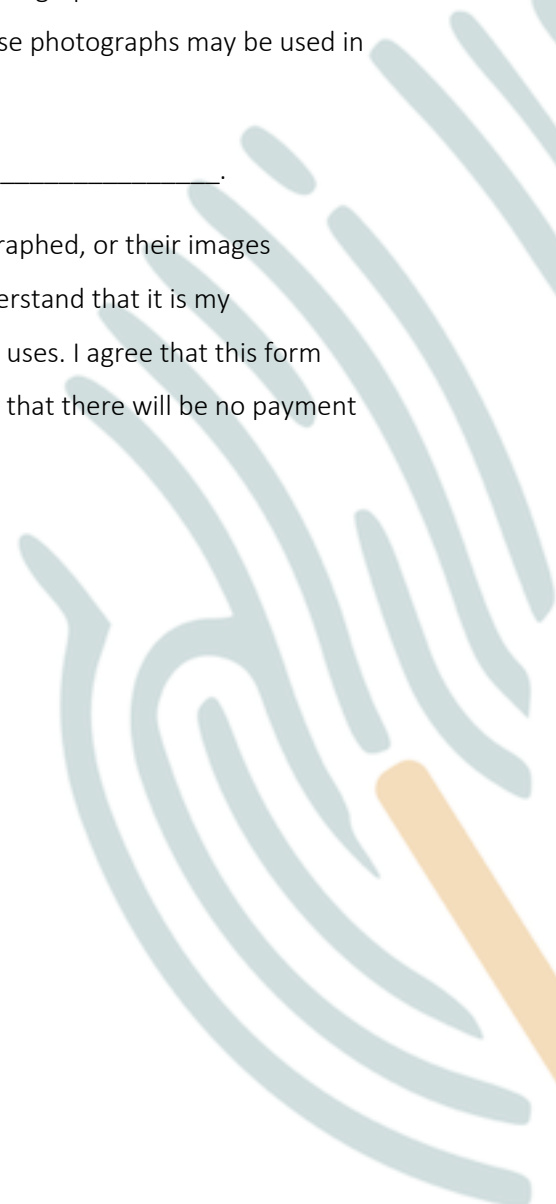 se photographs may be used in
_______________.
raphed, or their images
erstand that it is my
uses. I agree that this form
that there will be no payment